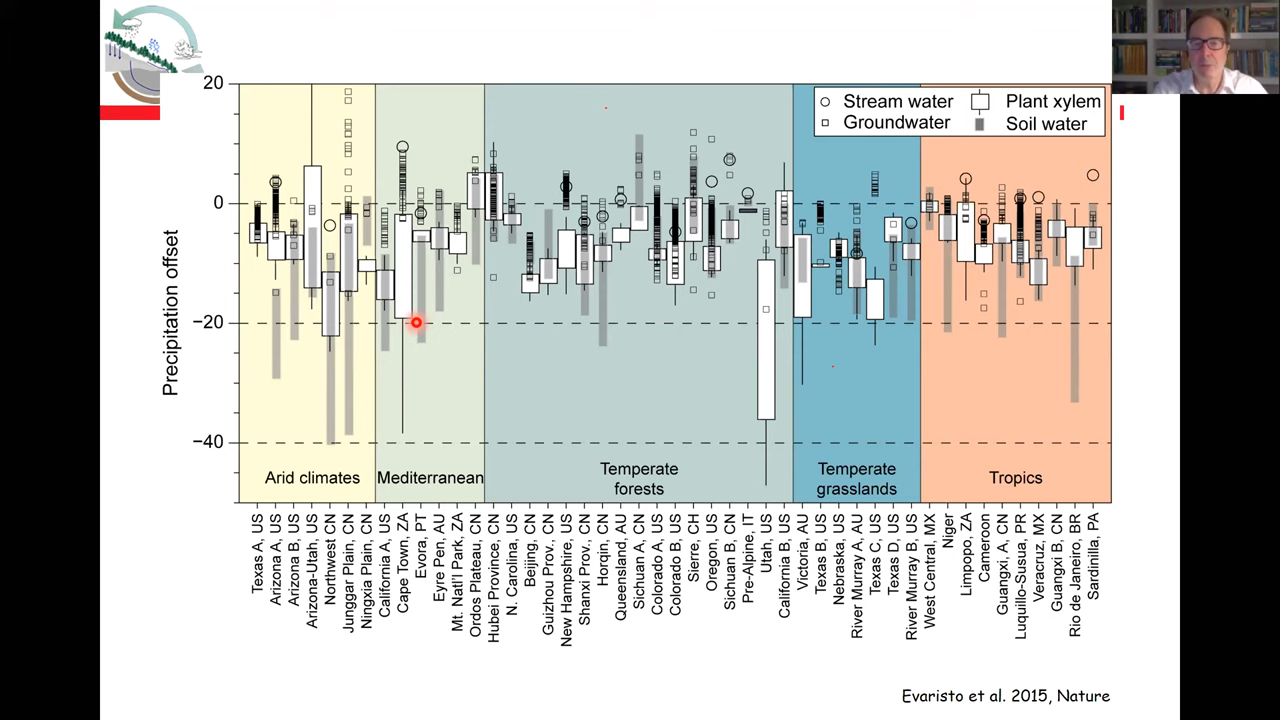 20
0
−20
−40
Precipitation offset
Stream water
Plant xylem
Groundwater
Soil water
Arid climates
Mediterranean
Temperate
forests
Temperate
grasslands
Tropics
Texas A, US
Arizona A, US
Arizona B, US
Arizona-Utah, US
Northwest CN
Junggar Plain, CN
Ningxia Plain, CN
California A, US
Cape Town, ZA
Evora, PT
Eyre Pen, AU
Mt. Natl'l Park, ZA
Ordos Plateau, CN
Hubei Province, CN
N. Carolina, US
Beijing, CN
Guizhou Prov., CN
New Hampshire, US
Shanxi Prov., CN
Horqin, CN
Queensland, AU
Sichuan A, CN
Colorado A, US
Colorado B, US
Sierre, CH
Oregon, US
Sichuan B, CN
Pre-Alpine, IT
Utah, US
California B, US
Victoria, AU
Texas B, US
Nebraska, US
River Murray A, AU
Texas C, US
Texas D, US
River Murray B, US
West Central, MX
Niger
Limpopo, ZA
Cameroon
Guangxi A, CN
Luquillo-Susua, PR
Veracruz, MX
Guangxi B, CN
Rio de Janeiro, BR
Sardinilla, PA
Evaristo et al. 2015, Nature